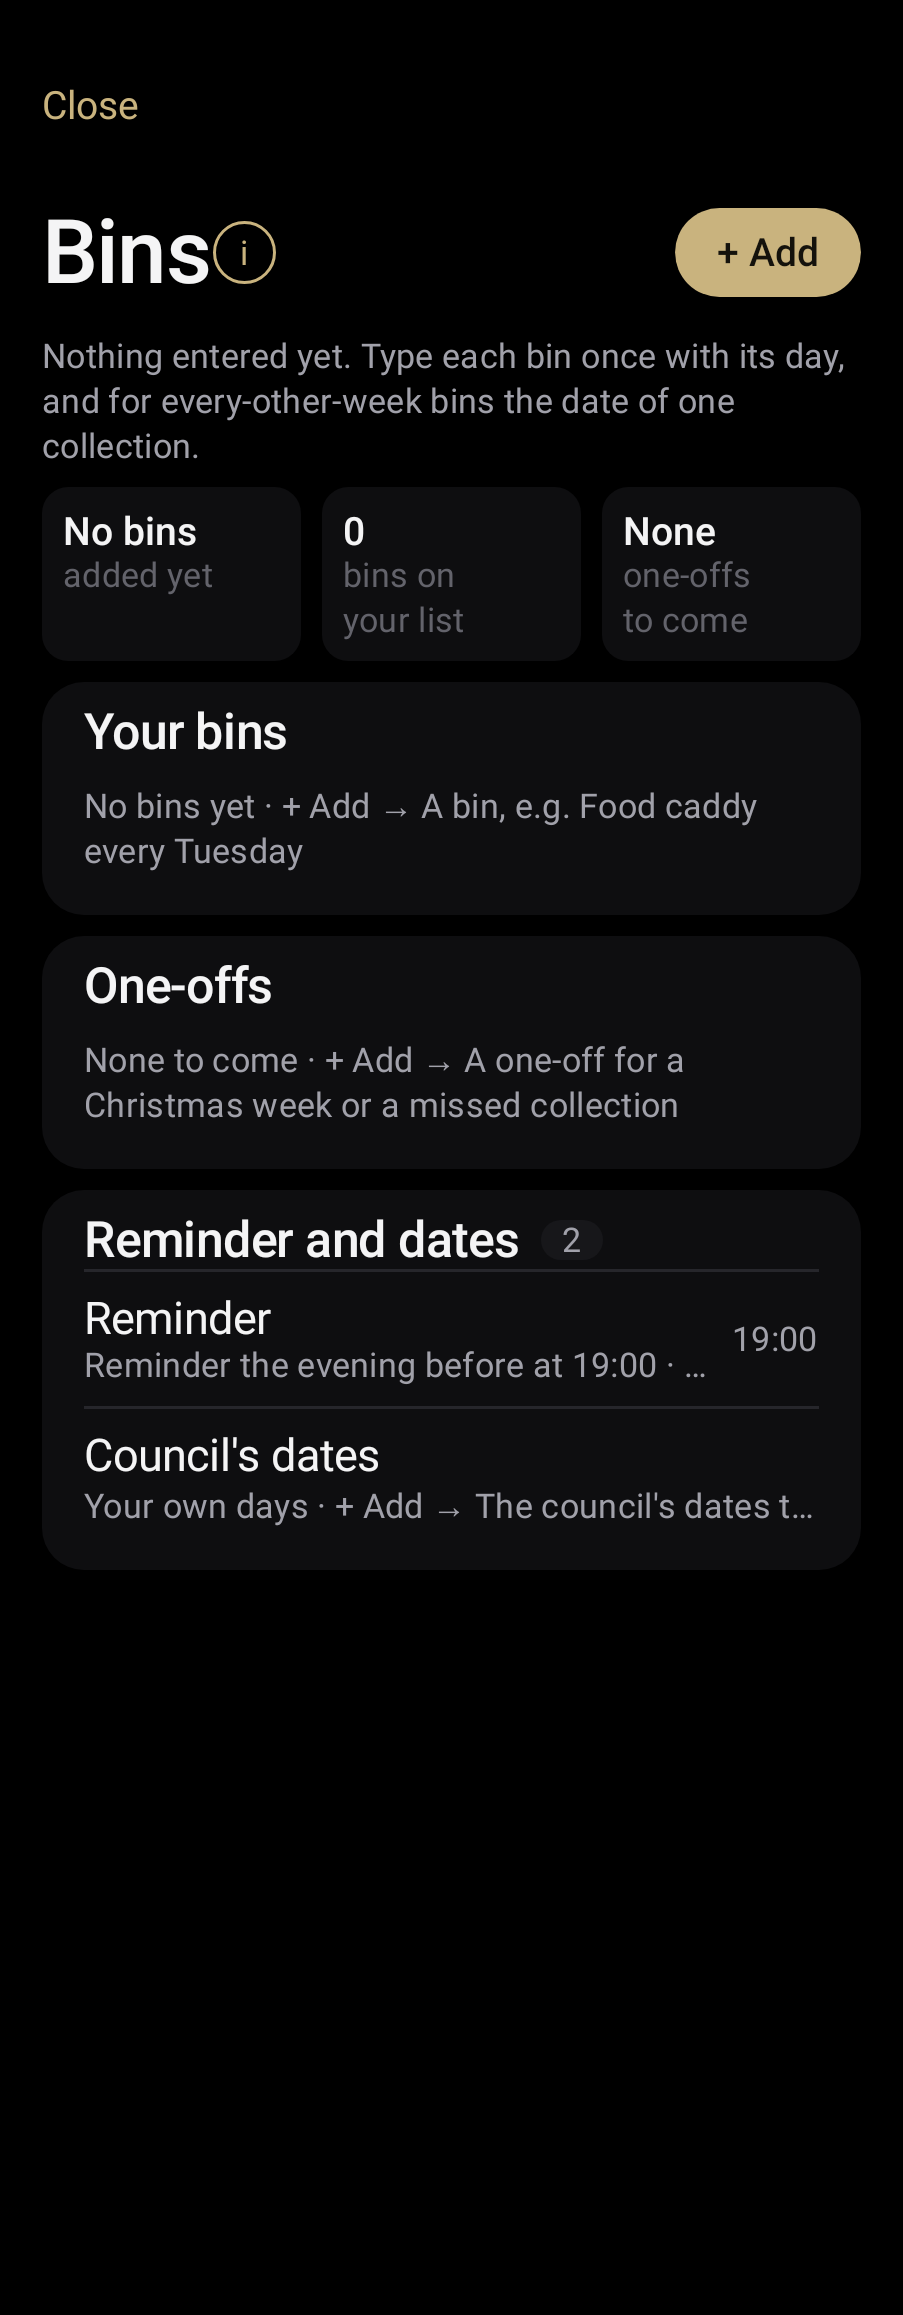 Close
Bins
i
+ Add
Nothing entered yet. Type each bin once with its day,
and for every-other-week bins the date of one
collection.
No bins
added yet
0
bins on
your list
None
one-offs
to come
Your bins
No bins yet · + Add → A bin, e.g. Food caddy
every Tuesday
One-offs
None to come · + Add → A one-off for a
Christmas week or a missed collection
Reminder and dates 2
Reminder
Reminder the evening before at 19:00 · …
19:00
Council's dates
Your own days · + Add → The council's dates t…